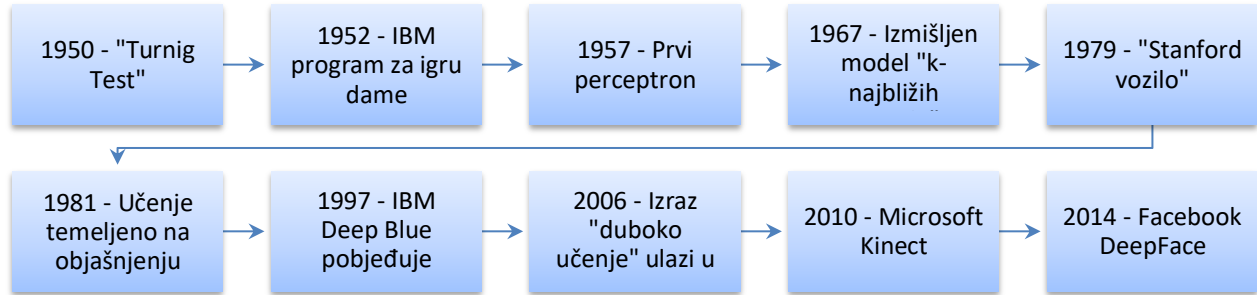 1950 - "Turnig
Test"
1952 - IBM
program za igru
dame
1957 - Prvi
perceptron
1967 - Izmišljen
model "k-
najbližih
1979 - "Stanford
vozilo"
1981 - Učenje
temeljeno na
objašnjenju
1997 - IBM
Deep Blue
pobjeđuje
2006 - Izraz
"duboko
učenje" ulazi u
2010 - Microsoft
Kinect
2014 - Facebook
DeepFace